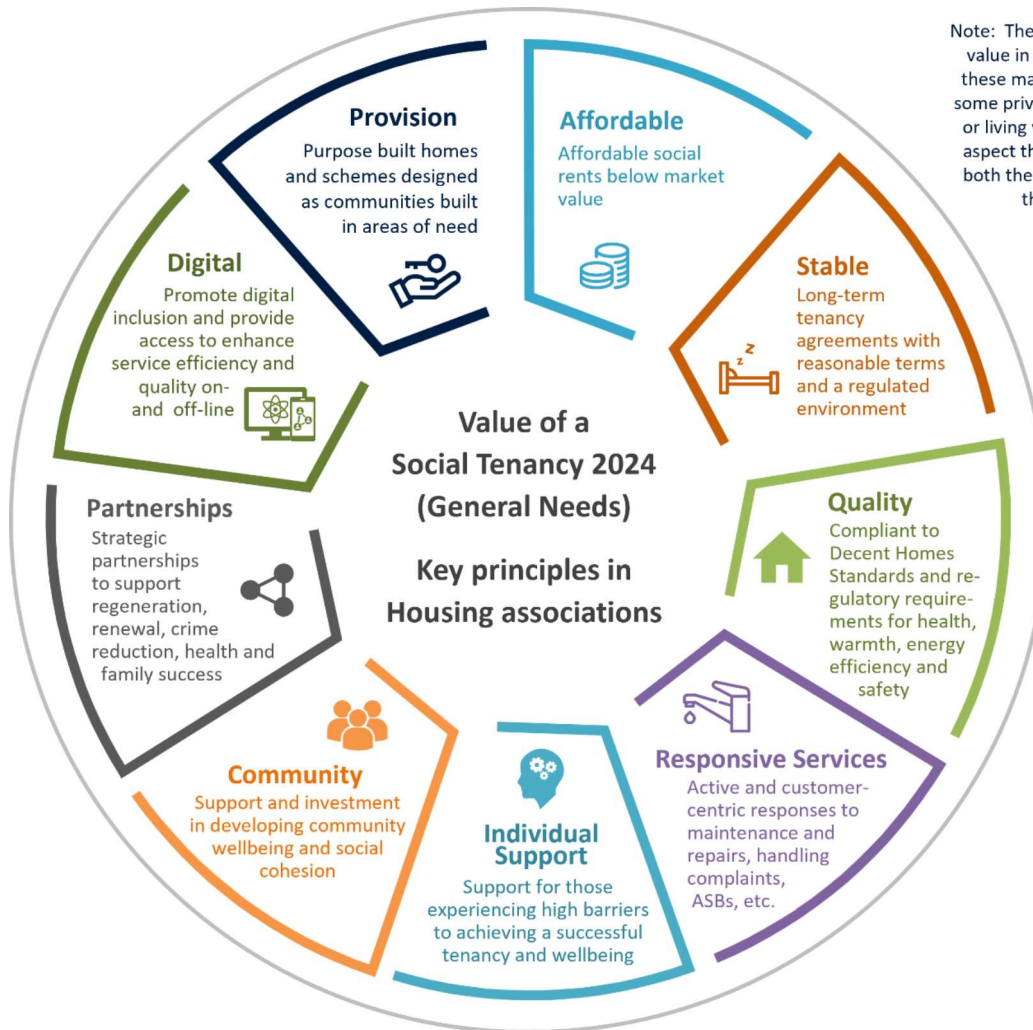 Note: The
value in
these ma
some priv
or living
aspect th
both the
th
Value of a
Social Tenancy 2024
(General Needs)
Key principles in
Housing associations
Provision
Purpose built homes
and schemes designed
as communities built
in areas of need
Affordable
Affordable social
rents below market
value
Stable
Long-term
tenancy
agreements with
reasonable terms
and a regulated
environment
z
z
z
Quality
Compliant to
Decent Homes
Standards and re-
gulatory require-
ments for health,
warmth, energy
efficiency and
safety
Responsive Services
Active and customer-
centric responses to
maintenance and
repairs, handling
complaints,
ASBs, etc.
Individual
Support
Support for those
experiencing high barriers
to achieving a successful
tenancy and wellbeing
Community
Support and investment
in developing community
wellbeing and social
cohesion
Partnerships
Strategic
partnerships
to support
regeneration,
renewal, crime
reduction, health and
family success
Digital
Promote digital
inclusion and provide
access to enhance
service efficiency and
quality on-
and off-line